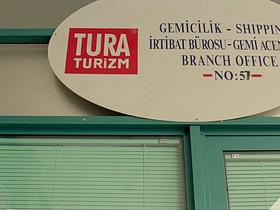 TURA
TURİZM
GEMİCİLİK - SHIPPIN
İRTİBAT BÜROSU - GEMİ ACEN
BRANCH OFFICE
- NO: 57 -